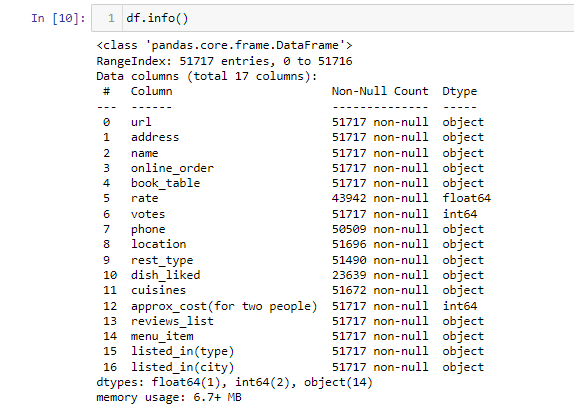 In [10]: 1 df.info()
<class 'pandas.core.frame.DataFrame'>
RangeIndex: 51717 entries, 0 to 51716
Data columns (total 17 columns):
 #   Column                       Non-Null Count  Dtype
---  ------                       --------------  -----
 0   url                          51717 non-null  object
 1   address                      51717 non-null  object
 2   name                         51717 non-null  object
 3   online_order                 51717 non-null  object
 4   book_table                   51717 non-null  object
 5   rate                         43942 non-null  float64
 6   votes                        51717 non-null  int64
 7   phone                        50509 non-null  object
 8   location                     51696 non-null  object
 9   rest_type                    51490 non-null  object
 10  dish_liked                   23639 non-null  object
 11  cuisines                     51672 non-null  object
 12  approx_cost(for two people)  51717 non-null  int64
 13  reviews_list                 51717 non-null  object
 14  menu_item                    51717 non-null  object
 15  listed_in(type)              51717 non-null  object
 16  listed_in(city)              51717 non-null  object
dtypes: float64(1), int64(2), object(14)
memory usage: 6.7+ MB